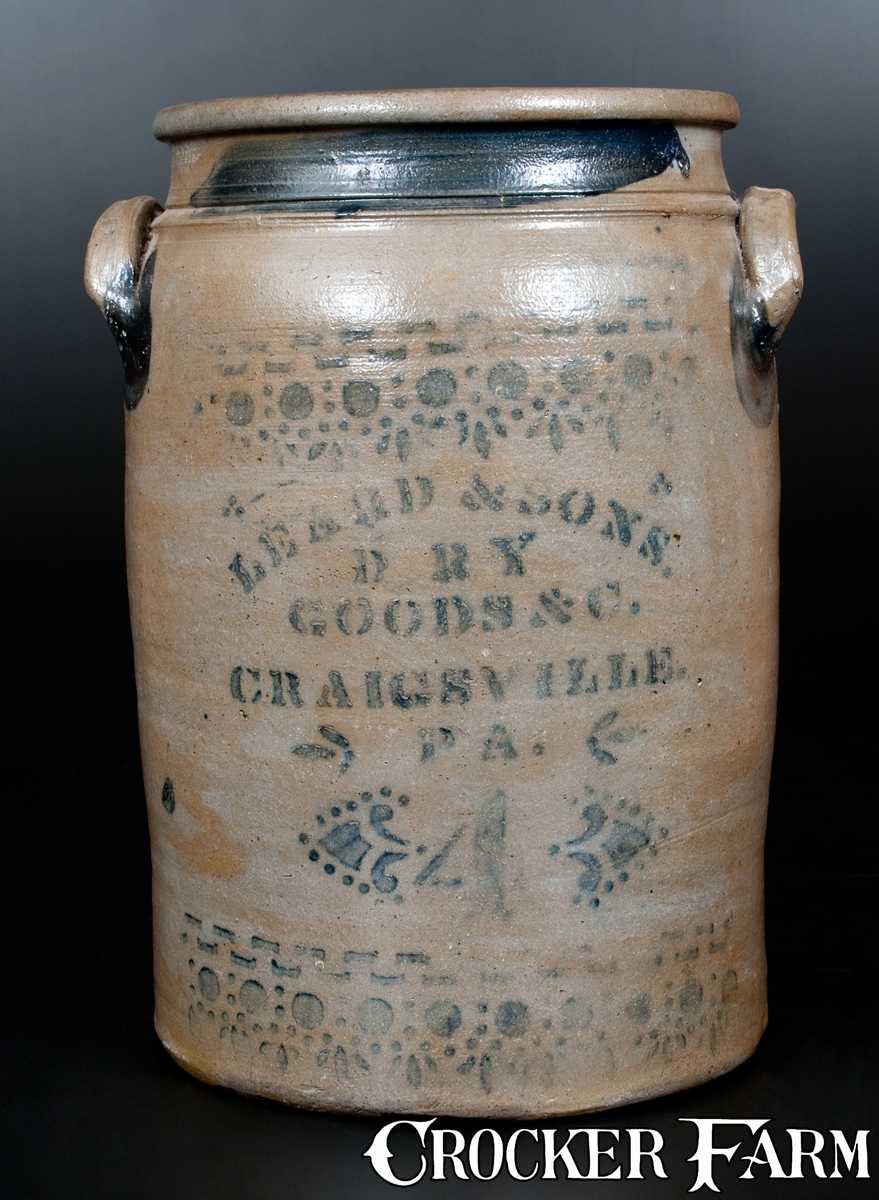 LEARD & SONS.
DRY
GOODS & C.
CRAIGSVILLE.
PA.
4
CROCKER FARM